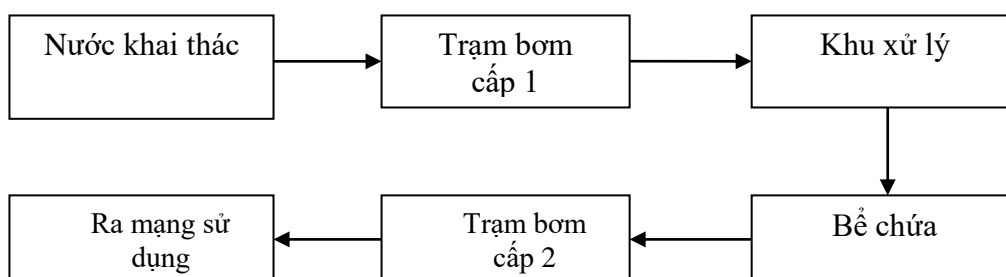 Nước khai thác
Trạm bơm
cấp 1
Khu xử lý
Bể chứa
Trạm bơm
cấp 2
Ra mạng sử
dụng